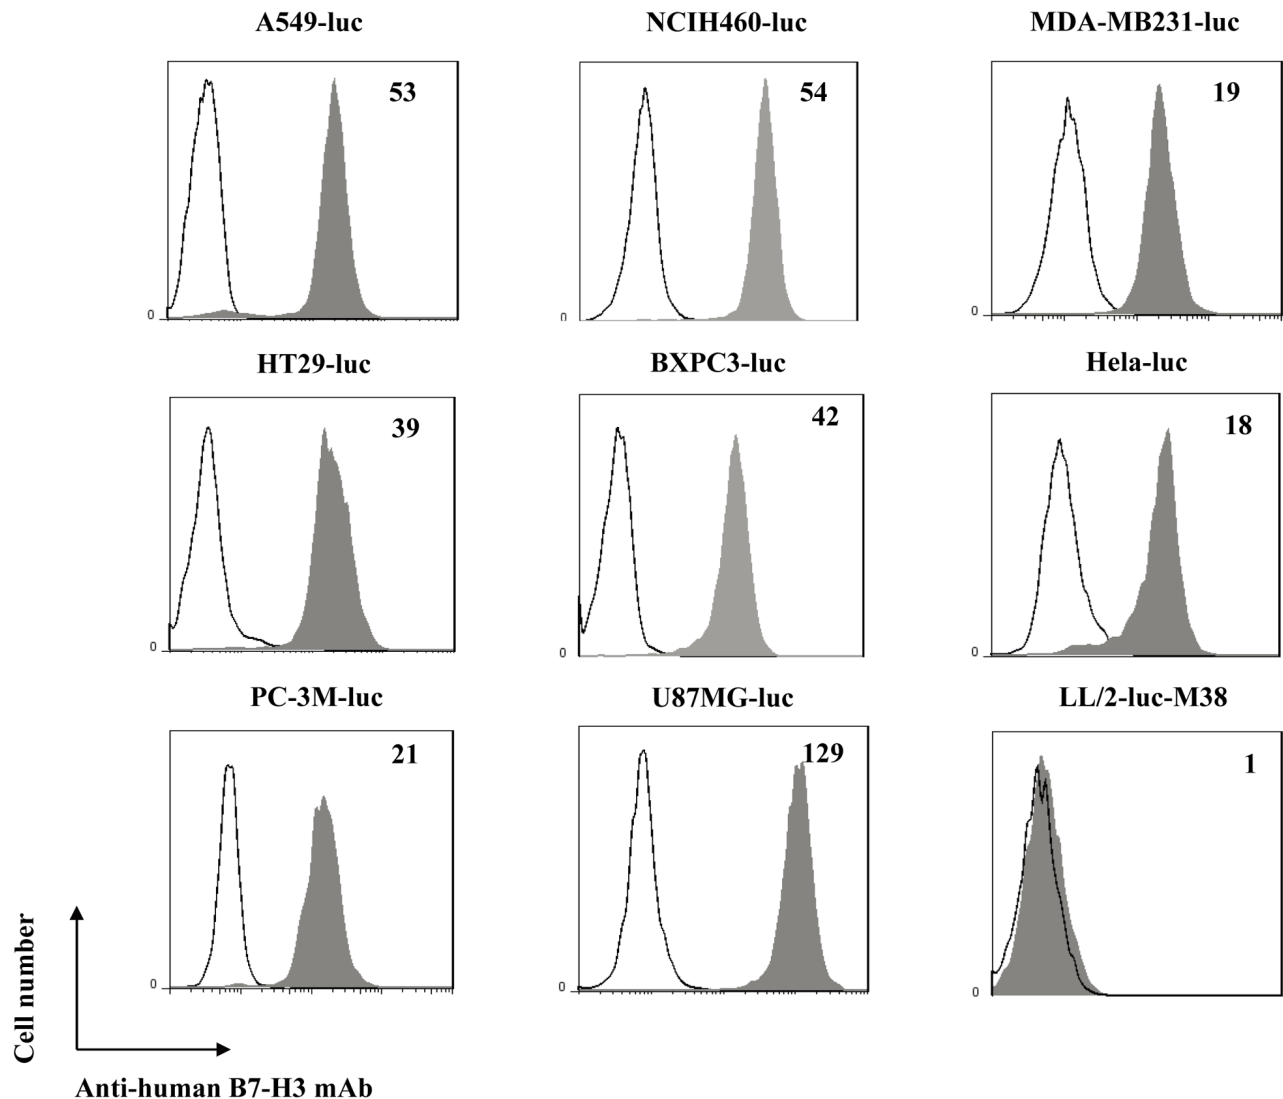 A549-luc
NCIH460-luc
MDA-MB231-luc
53
54
19
0
0
0
HT29-luc
BXPC3-luc
Hela-luc
39
42
18
0
0
0
PC-3M-luc
U87MG-luc
LL/2-luc-M38
21
129
1
0
0
0
Cell number
Anti-human B7-H3 mAb